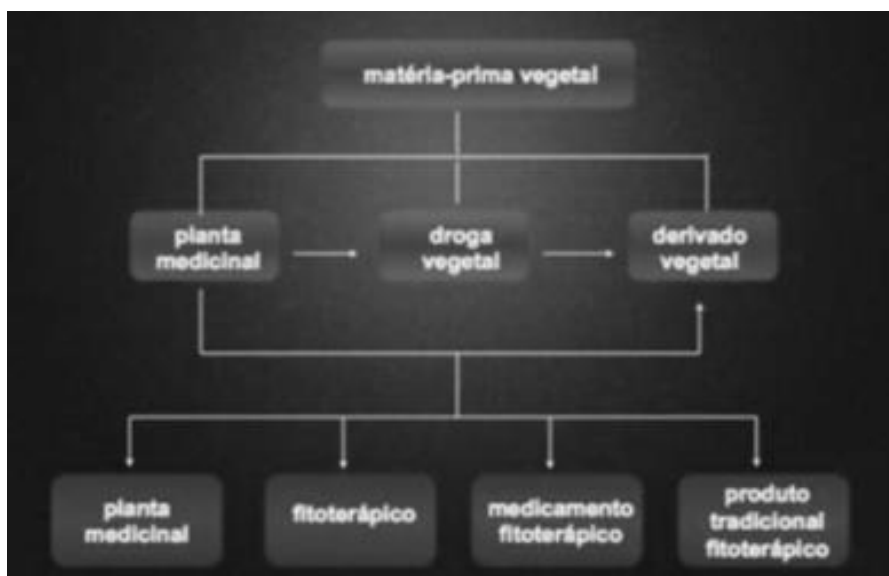 matéria-prima vegetal
planta
medicinal
droga
vegetal
derivado
vegetal
planta
medicinal
fitoterápico
medicamento
fitoterápico
produto
tradicional
fitoterápico